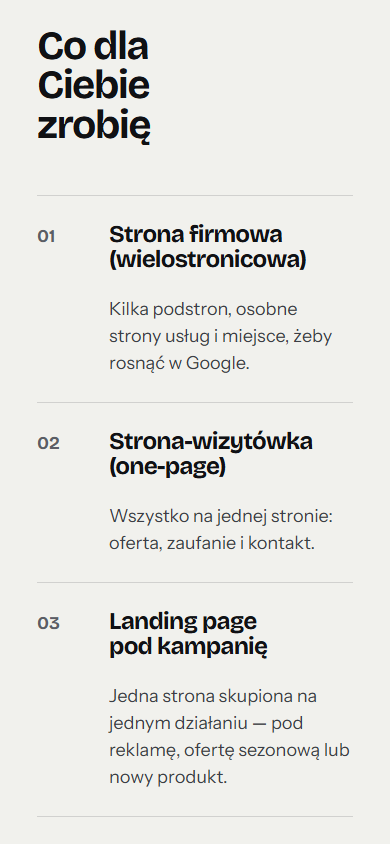 Co dla
Ciebie
zrobię
01
Strona firmowa
(wielostronicowa)
Kilka podstron, osobne
strony usług i miejsce, żeby
rosnąć w Google.
02
Strona-wizytówka
(one-page)
Wszystko na jednej stronie:
oferta, zaufanie i kontakt.
03
Landing page
pod kampanię
Jedna strona skupiona na
jednym działaniu — pod
reklamę, ofertę sezonową lub
nowy produkt.